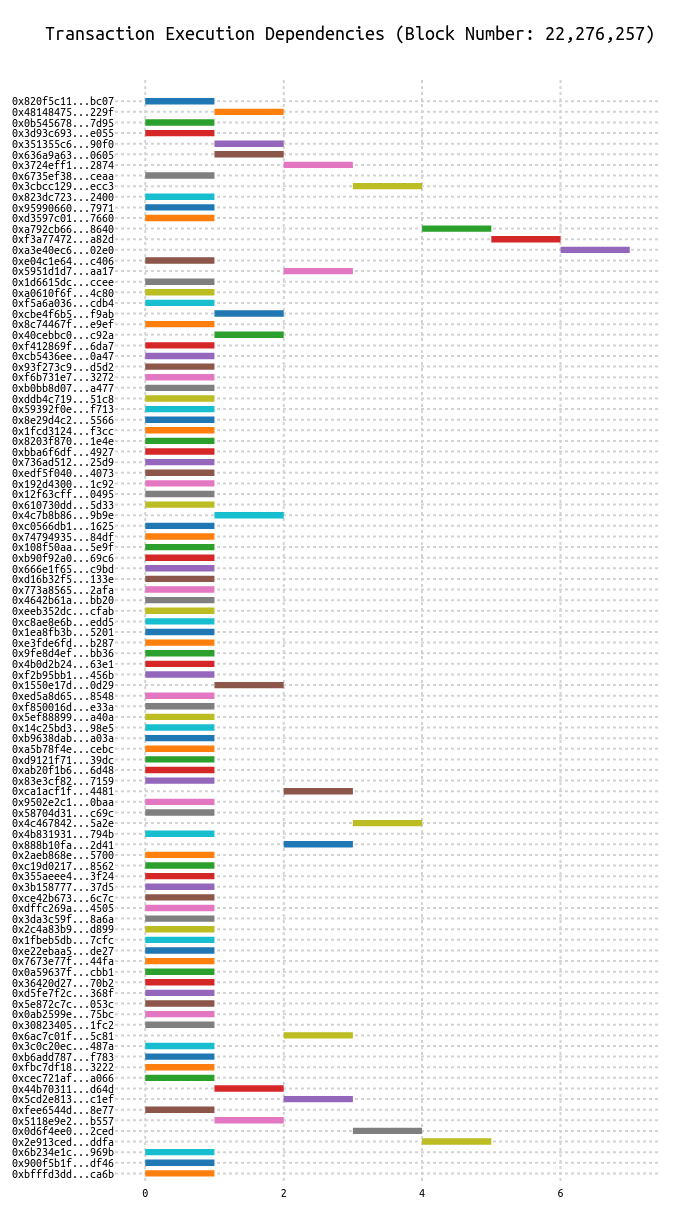 Transaction Execution Dependencies (Block Number: 22,276,257)
0x820f5c11...bc07
0x48148475...229f
0x0b545678...7d95
0x3d93c693...e055
0x351355c6...90f0
0x636a9a63...0605
0x3724eff1...2874
0x6735ef38...ceaa
0x3cbcc129...ecc3
0x823dc723...2400
0x95990660...7971
0xd3597c01...7660
0xa792cb66...8640
0xf3a77472...a82d
0xa3e40ec6...02e0
0xe04c1e64...c406
0x5951d1d7...aa17
0x1d6615dc...ccee
0xa0610f6f...4c80
0xf5a6a036...cdb4
0xcbe4f6b5...f9ab
0x8c74467f...e9ef
0x40cebbc0...c92a
0xf412869f...6da7
0xcb5436ee...0a47
0x93f273c9...d5d2
0xf6b731e7...3272
0xb0bb8d07...a477
0xddb4c719...51c8
0x59392f0e...f713
0x8e29d4c2...5566
0x1fcd3124...f3cc
0x8203f870...1e4e
0xbba6f6df...4927
0x736ad512...25d9
0xedf5f040...4073
0x192d4300...1c92
0x12f63cff...0495
0x610730dd...5d33
0x4c7b8b86...9b9e
0xc0566db1...1625
0x74794935...84df
0x108f50aa...5e9f
0xb90f92a0...69c6
0x666e1f65...c9bd
0xd16b32f5...133e
0x773a8565...2afa
0x4642b61a...bb20
0xeeb352dc...cfab
0xc8ae8e6b...edd5
0x1ea8fb3b...5201
0xe3fde6fd...b287
0x9fe8d4ef...bb36
0x4b0d2b24...63e1
0xf2b95bb1...456b
0x1550e17d...0d29
0xed5a8d65...8548
0xf850016d...e33a
0x5ef88899...a40a
0x14c25bd3...98e5
0xb9638dab...a03a
0xa5b78f4e...cebc
0xd9121f71...39dc
0xab20f1b6...6d48
0x83e3cf82...7159
0xca1acf1f...4481
0x9502e2c1...0baa
0x58704d31...c69c
0x4c467842...5a2e
0x4b831931...794b
0x888b10fa...2d41
0x2aeb868e...5700
0xc19d0217...8562
0x355aeee4...3f24
0x3b158777...37d5
0xce42b673...6c7c
0xdffc269a...4505
0x3da3c59f...8a6a
0x2c4a83b9...d899
0x1fbeb5db...7cfc
0xe22ebaa5...de27
0x7673e77f...44fa
0x0a59637f...cbb1
0x36420d27...70b2
0xd5fe7f2c...368f
0x5e872c7c...053c
0x0ab2599e...75bc
0x30823405...1fc2
0x6ac7c01f...5c81
0x3c0c20ec...487a
0xb6add787...f783
0xfbc7df18...3222
0xcec721af...a066
0x44b70311...d64d
0x5cd2e813...c1ef
0xfee6544d...8e77
0x5118e9e2...b557
0x0d6f4ee0...2ced
0x2e913ced...ddfa
0x6b234e1c...969b
0x900f5b1f...df46
0xbfffd3dd...ca6b
0 2 4 6